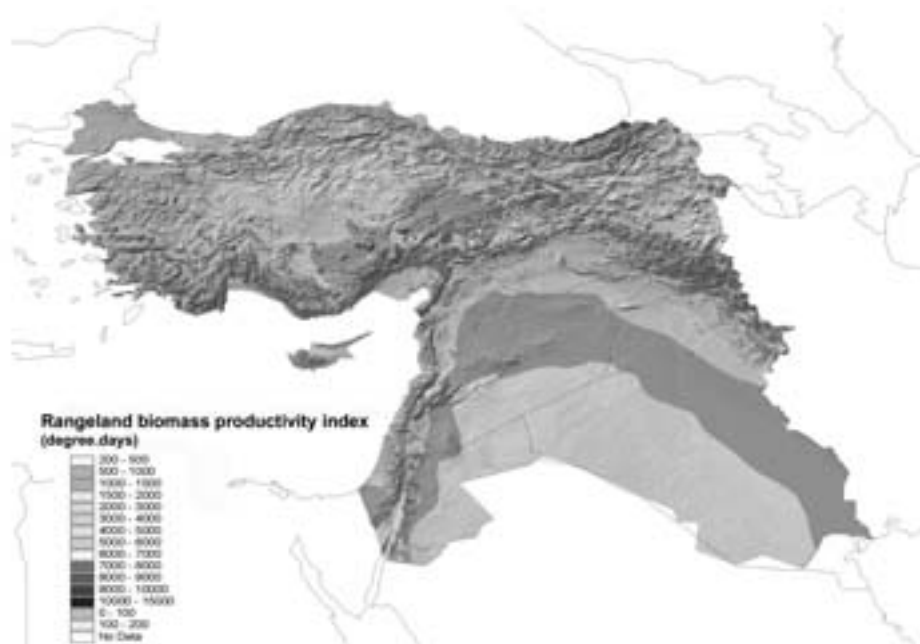 Rangeland biomass productivity index
(degree.days)
200 - 500
500 - 1000
1000 - 1500
1500 - 2000
2000 - 3000
3000 - 4000
4000 - 5000
5000 - 6000
6000 - 7000
7000 - 8000
8000 - 9000
9000 - 10000
10000 - 15000
0 - 100
100 - 200
No Data